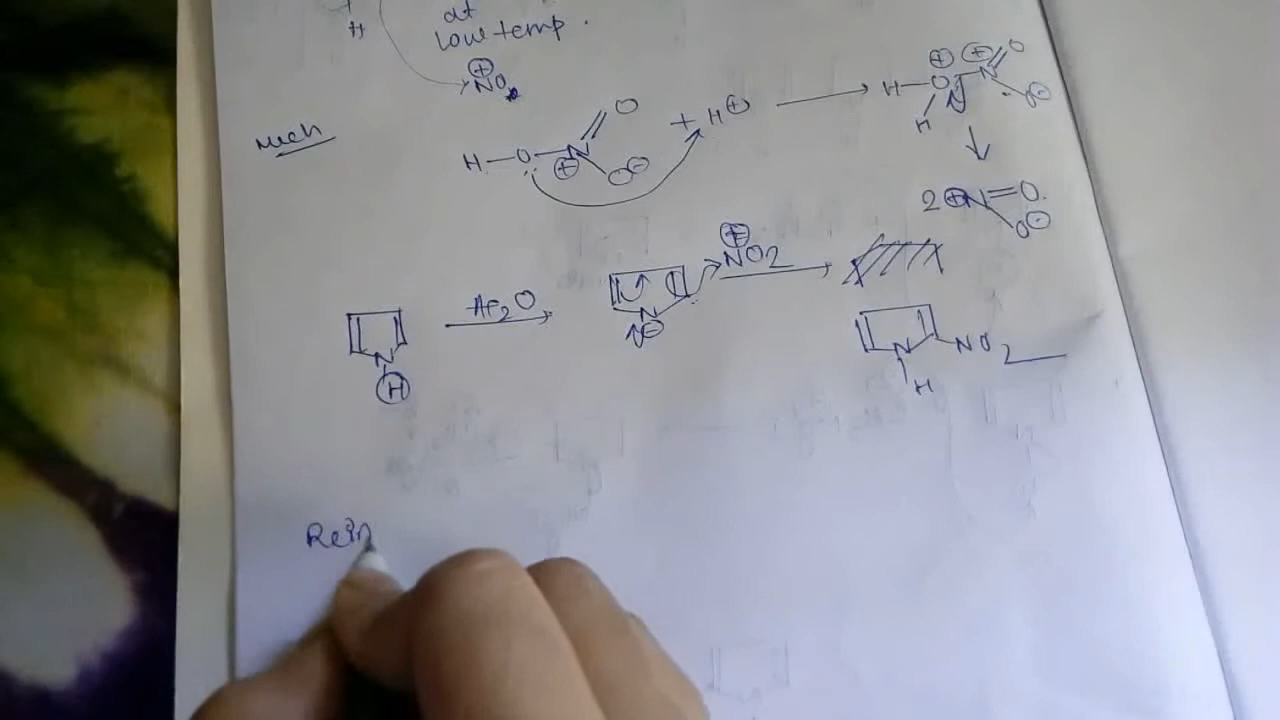 H
at
low temp.
⊕
NO2
Mech
H—O—N=O
⊕
O⊖
+ H⊕
H—O—N=O
⊕ ⊕
O⊖
H
2 ⊕N=O
O⊖
Ac2O
N
H
N
⊖
⊕
NO2
N
H
NO2
Rein